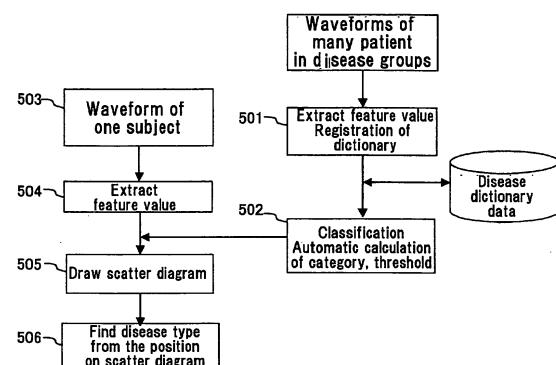 Waveforms of
many patient
in disease groups
503
Waveform of
one subject
501
Extract feature value
Registration of
dictionary
504
Extract
feature value
Disease
dictionary
data
502
Classification
Automatic calculation
of category, threshold
505
Draw scatter diagram
506
Find disease type
from the position
on scatter diagram